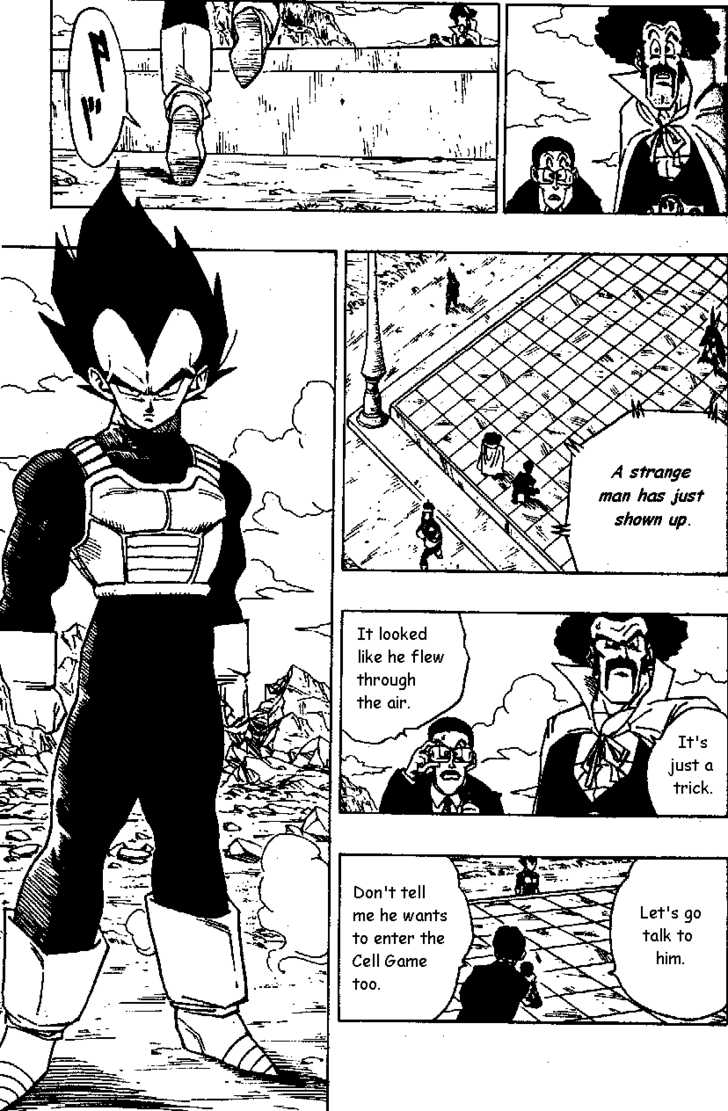 A strange
man has just
shown up.
It looked
like he flew
through
the air.
It's
just a
trick.
Don't tell
me he wants
to enter the
Cell Game
too.
Let's go
talk to
him.